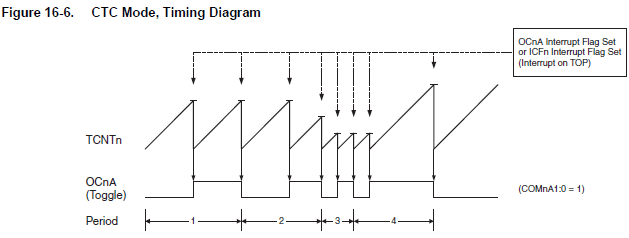 Figure 16-6. CTC Mode, Timing Diagram
OCnA Interrupt Flag Set
or ICFn Interrupt Flag Set
(Interrupt on TOP)
TCNTn
OCnA
(Toggle)
(COMnA1:0 = 1)
Period 1 2 3 4